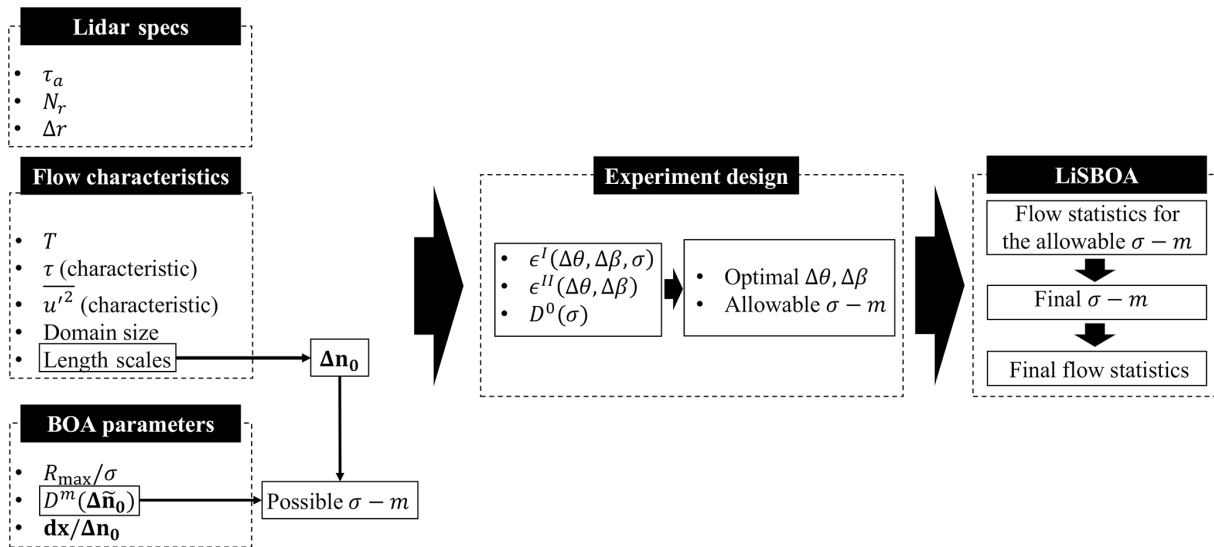 Lidar specs
• τₐ
• Nᵣ
• Δr
Flow characteristics
• T
• τ (characteristic)
• \overline{u'^2} (characteristic)
• Domain size
• Length scales
Δn₀
BOA parameters
• R_max/σ
• D^m(Δñ₀)
• dx/Δn₀
Possible σ − m
Experiment design
• ϵ^I(Δθ, Δβ, σ)
• ϵ^{II}(Δθ, Δβ)
• D^0(σ)
• Optimal Δθ, Δβ
• Allowable σ − m
LiSBOA
Flow statistics for
the allowable σ − m
Final σ − m
Final flow statistics